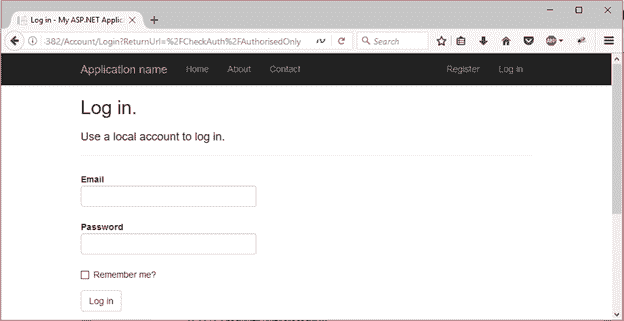 Log in - My ASP.NET Applic
382/Account/Login?ReturnUrl=%2FCheckAuth%2FAuthorisedOnly
Search
ABP
Application name Home About Contact Register Log in
Log in.
Use a local account to log in.
Email
Password
Remember me?
Log in